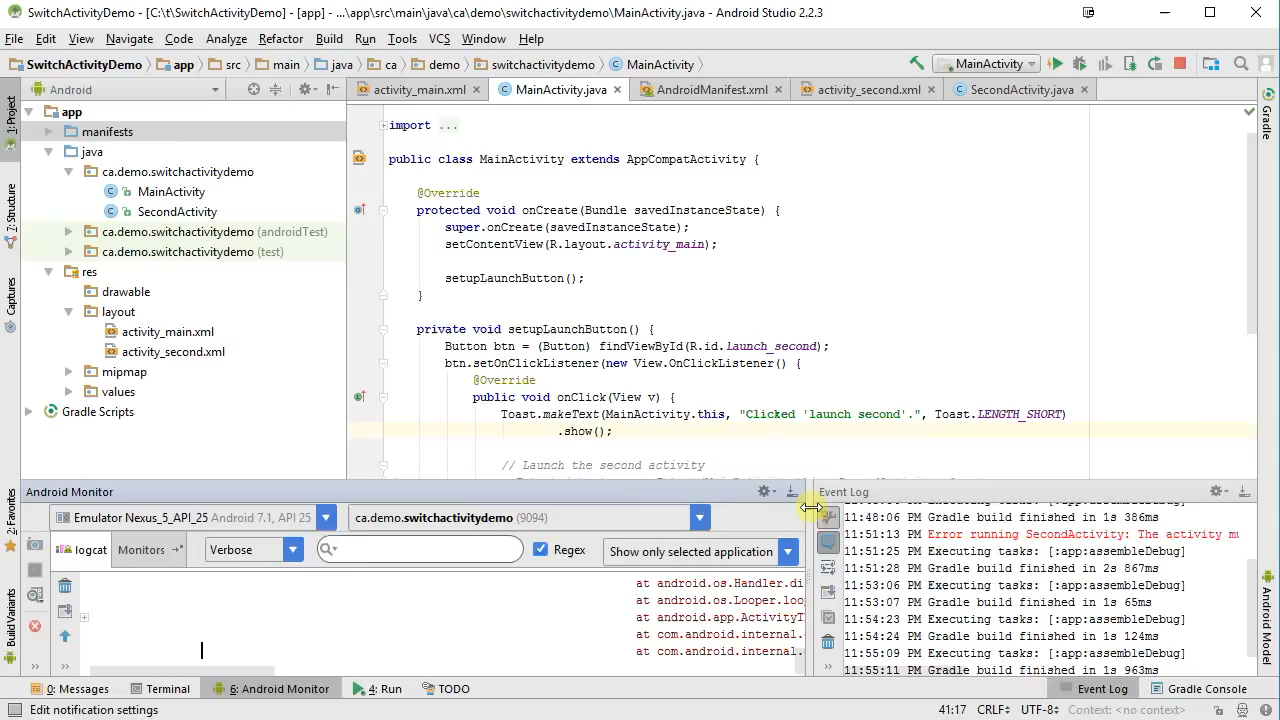 SwitchActivityDemo - [C:\t\SwitchActivityDemo] - [app] - ...\app\src\main\java\ca\demo\switchactivitydemo\MainActivity.java - Android Studio 2.2.3
File Edit View Navigate Code Analyze Refactor Build Run Tools VCS Window Help
SwitchActivityDemo app src main java ca demo switchactivitydemo MainActivity MainActivity
Android activity_main.xml MainActivity.java AndroidManifest.xml activity_second.xml SecondActivity.java
1: Project
7: Structure
Captures
2: Favorites
Build Variants
app
manifests
java
ca.demo.switchactivitydemo
MainActivity
SecondActivity
ca.demo.switchactivitydemo (androidTest)
ca.demo.switchactivitydemo (test)
res
drawable
layout
activity_main.xml
activity_second.xml
mipmap
values
Gradle Scripts
import ...
public class MainActivity extends AppCompatActivity {
@Override
protected void onCreate(Bundle savedInstanceState) {
super.onCreate(savedInstanceState);
setContentView(R.layout.activity_main);
setupLaunchButton();
}
private void setupLaunchButton() {
Button btn = (Button) findViewById(R.id.launch_second);
btn.setOnClickListener(new View.OnClickListener() {
@Override
public void onClick(View v) {
Toast.makeText(MainActivity.this, "Clicked 'launch second'.", Toast.LENGTH_SHORT)
.show();
// Launch the second activity
Gradle
Android Model
Android Monitor
Emulator Nexus_5_API_25 Android 7.1, API 25 ca.demo.switchactivitydemo (9094)
logcat Monitors Verbose Regex Show only selected application
at android.os.Handler.di
at android.os.Looper.loo
at android.app.ActivityT
at com.android.internal.
at com.android.internal.
Event Log
11:48:06 PM Gradle build finished in 1s 386ms
11:51:13 PM Error running SecondActivity: The activity mu
11:51:25 PM Executing tasks: [:app:assembleDebug]
11:51:28 PM Gradle build finished in 2s 867ms
11:53:06 PM Executing tasks: [:app:assembleDebug]
11:53:07 PM Gradle build finished in 1s 65ms
11:54:23 PM Executing tasks: [:app:assembleDebug]
11:54:24 PM Gradle build finished in 1s 124ms
11:55:09 PM Executing tasks: [:app:assembleDebug]
11:55:11 PM Gradle build finished in 1s 963ms
0: Messages Terminal 6: Android Monitor 4: Run TODO Event Log Gradle Console
Edit notification settings 41:17 CRLF UTF-8 Context: <no context>